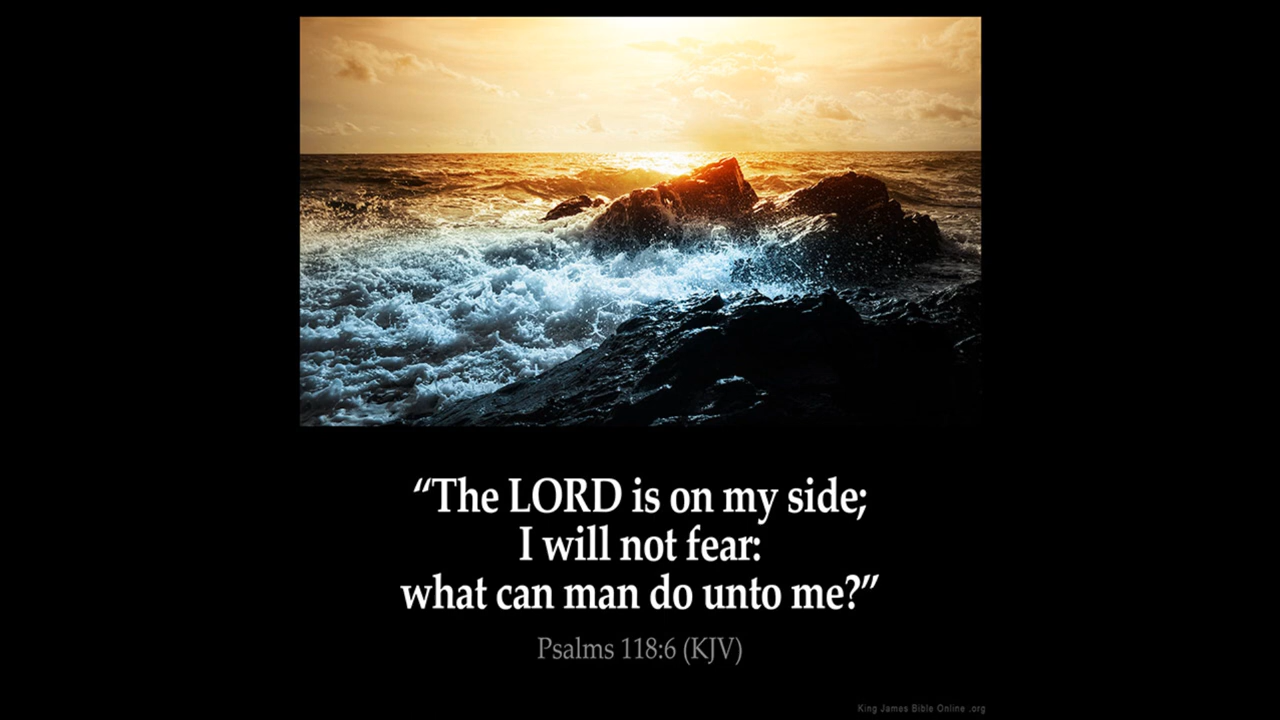 “The LORD is on my side;
I will not fear:
what can man do unto me?”
Psalms 118:6 (KJV)
King James Bible Online .org